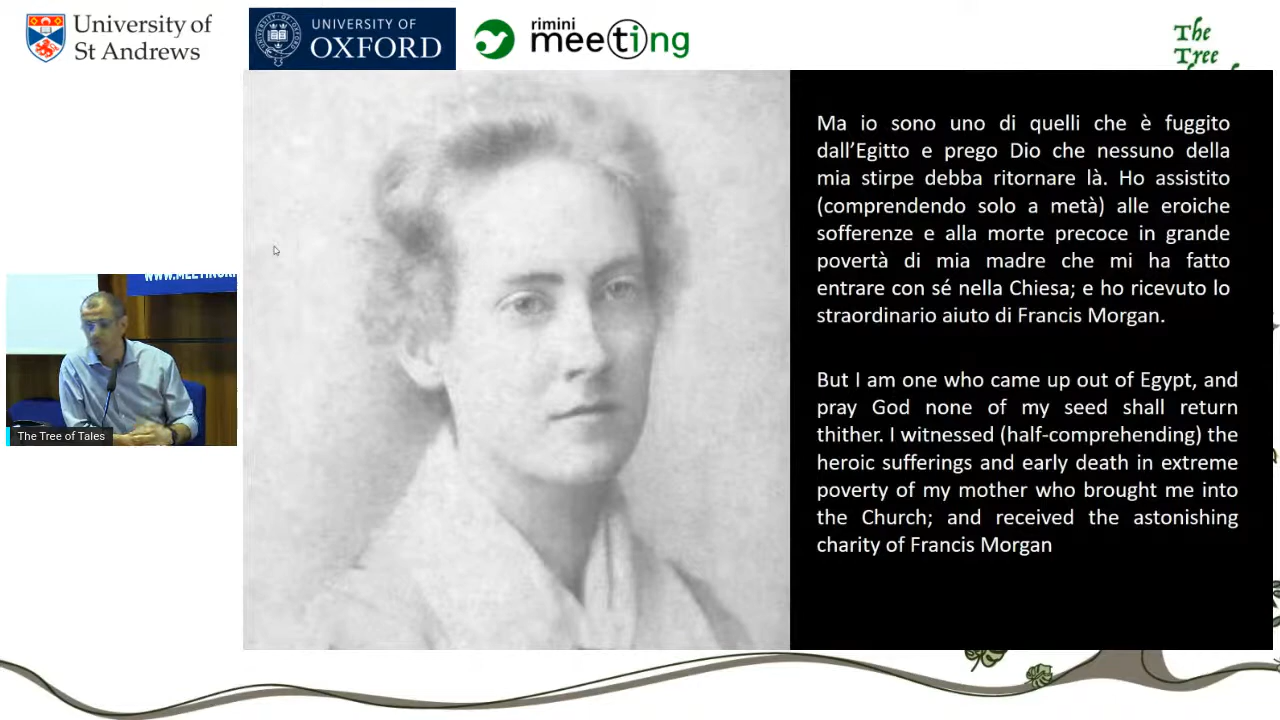 University of
St Andrews
UNIVERSITY OF
OXFORD
rimini
meeting
The
Tree
Ma io sono uno di quelli che è fuggito
dall'Egitto e prego Dio che nessuno della
mia stirpe debba ritornare là. Ho assistito
(comprendendo solo a metà) alle eroiche
sofferenze e alla morte precoce in grande
povertà di mia madre che mi ha fatto
entrare con sé nella Chiesa; e ho ricevuto lo
straordinario aiuto di Francis Morgan.
But I am one who came up out of Egypt, and
pray God none of my seed shall return
thither. I witnessed (half-comprehending) the
heroic sufferings and early death in extreme
poverty of my mother who brought me into
the Church; and received the astonishing
charity of Francis Morgan
The Tree of Tales